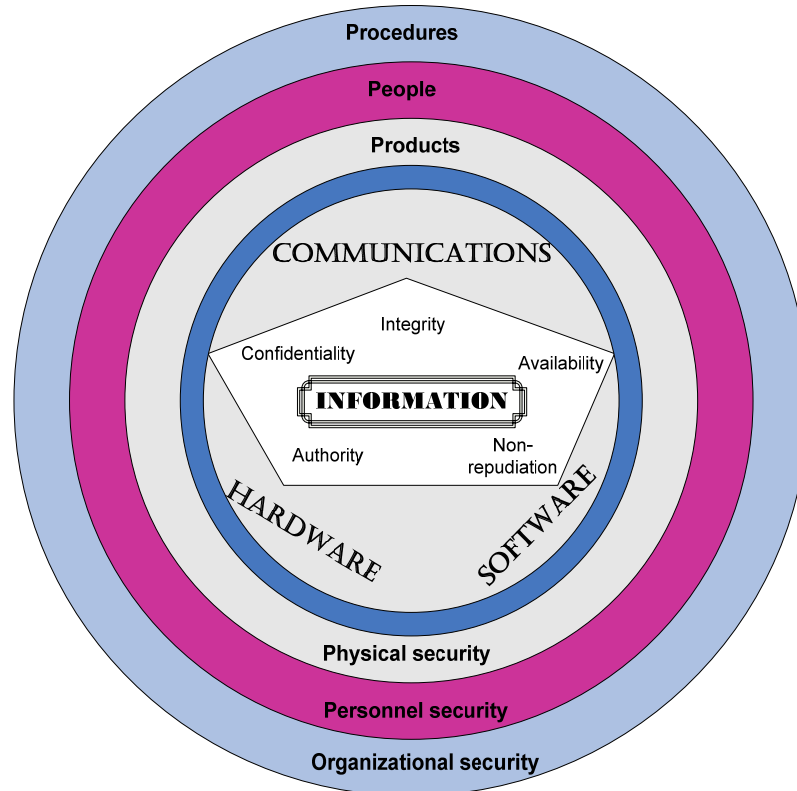 Procedures
People
Products
COMMUNICATIONS
Integrity
Confidentiality
Availability
INFORMATION
Authority
Non-
repudiation
HARDWARE
SOFTWARE
Physical security
Personnel security
Organizational security